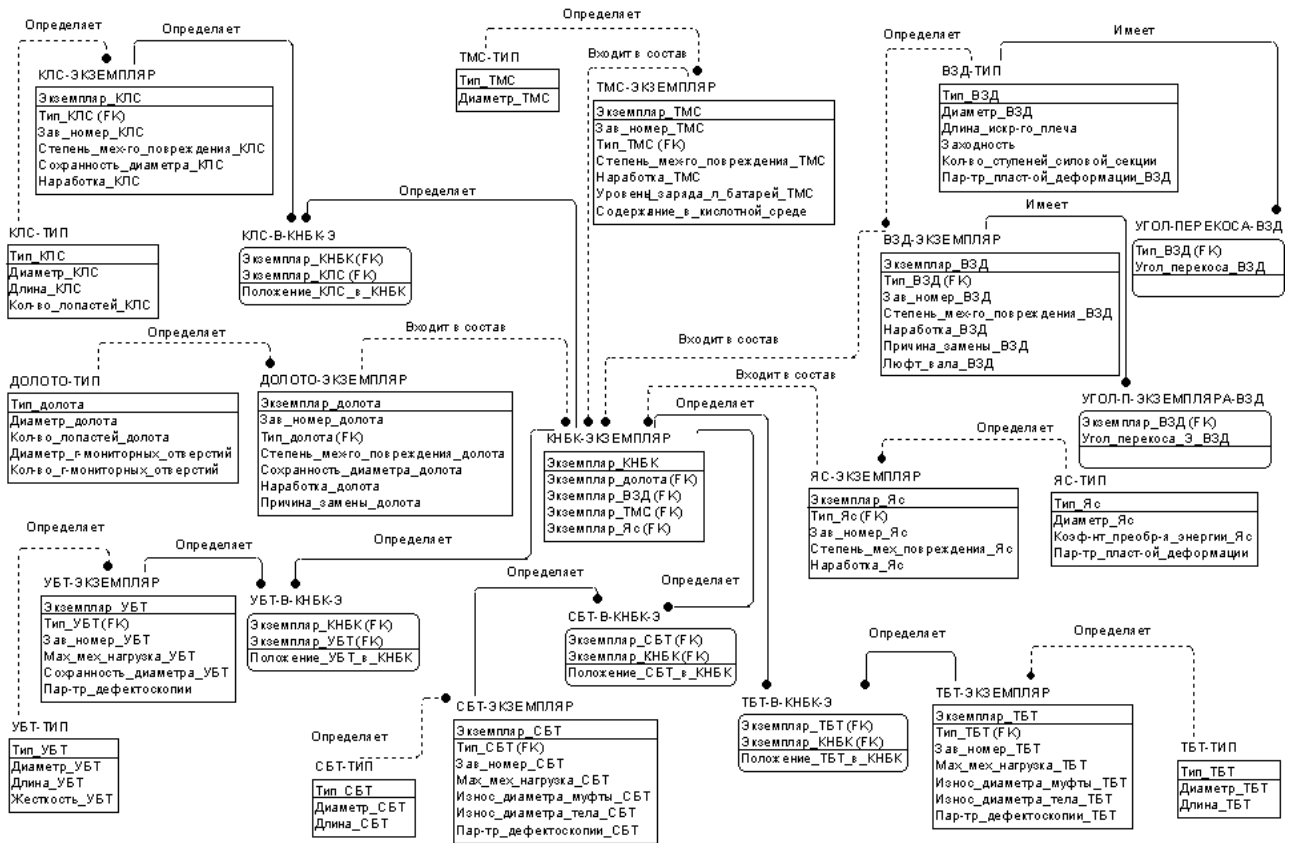 Определяет
Определяет
КЛС-ЭКЗЕМПЛЯР
Экземпляр_КЛС
Тип_КЛС (FK)
Зав_номер_КЛС
Степень_мех-го_повреждения_КЛС
Сохранность_диаметра_КЛС
Наработка_КЛС
Определяет
ТМС-ТИП
Тип_ТМС
Диаметр_ТМС
Входит в состав
ТМС-ЭКЗЕМПЛЯР
Экземпляр_ТМС
Зав_номер_ТМС
Тип_ТМС (FK)
Степень_мех-го_повреждения_ТМС
Наработка_ТМС
Уровень_заряда_л_батарей_ТМС
Содержание_в_кислотной_среде
Определяет
Имеет
ВЗД-ТИП
Тип_ВЗД
Диаметр_ВЗД
Длина_искр-го_плеча
Заходность
Кол-во_ступеней_силовой_секции
Пар-тр_пласт-ой_деформации_ВЗД
Определяет
КЛС-ТИП
Тип_КЛС
Диаметр_КЛС
Длина_КЛС
Кол-во_лопастей_КЛС
КЛС-В-КНБК-Э
Экземпляр_КНБК(FK)
Экземпляр_КЛС (FK)
Положение_КЛС_в_КНБК
Имеет
ВЗД-ЭКЗЕМПЛЯР
Экземпляр_ВЗД
Тип_ВЗД (FK)
Зав_номер_ВЗД
Степень_мех-го_повреждения_ВЗД
Наработка_ВЗД
Причина_замены_ВЗД
Люфт_вала_ВЗД
УГОЛ-ПЕРЕКОСА-ВЗД
Тип_ВЗД (FK)
Угол_перекоса_ВЗД
Определяет
Входит в состав
Входит в состав
Входит в состав
ДОЛОТО-ТИП
Тип_долота
Диаметр_долота
Кол-во_лопастей_долота
Диаметр_г-мониторных_отверстий
Кол-во_г-мониторных_отверстий
ДОЛОТО-ЭКЗЕМПЛЯР
Экземпляр_долота
Зав_номер_долота
Тип_долота (FK)
Степень_мех-го_повреждения_долота
Сохранность_диаметра_долота
Наработка_долота
Причина_замены_долота
Определяет
КНБК-ЭКЗЕМПЛЯР
Экземпляр_КНБК
Экземпляр_долота (FK)
Экземпляр_ВЗД (FK)
Экземпляр_ТМС (FK)
Экземпляр_Яс (FK)
УГОЛ-П-ЭКЗЕМПЛЯРА-ВЗД
Экземпляр_ВЗД (FK)
Угол_перекоса_Э_ВЗД
Определяет
ЯС-ЭКЗЕМПЛЯР
Экземпляр_Яс
Тип_Яс (FK)
Зав_номер_Яс
Степень_мех_повреждения_Яс
Наработка_Яс
ЯС-ТИП
Тип_Яс
Диаметр_Яс
Коэф-нт_преобр-я_энергии_Яс
Пар-тр_пласт-ой_деформации
Определяет
Определяет
Определяет
УБТ-ЭКЗЕМПЛЯР
Экземпляр_УБТ
Тип_УБТ(FK)
Зав_номер_УБТ
Мах_мех_нагрузка_УБТ
Сохранность_диаметра_УБТ
Пар-тр_дефектоскопии
УБТ-В-КНБК-Э
Экземпляр_КНБК (FK)
Экземпляр_УБТ(FK)
Положение_УБТ_в_КНБК
Определяет
Определяет
СБТ-В-КНБК-Э
Экземпляр_СБТ (FK)
Экземпляр_КНБК(FK)
Положение_СБТ_в_КНБК
УБТ-ТИП
Тип_УБТ
Диаметр_УБТ
Длина_УБТ
Жесткость_УБТ
Определяет
СБТ-ТИП
Тип_СБТ
Диаметр_СБТ
Длина_СБТ
СБТ-ЭКЗЕМПЛЯР
Экземпляр_СБТ
Тип_СБТ (FK)
Зав_номер_СБТ
Мах_мех_нагрузка_СБТ
Износ_диаметра_муфты_СБТ
Износ_диаметра_тела_СБТ
Пар-тр_дефектоскопии_СБТ
Определяет
Определяет
ТБТ-В-КНБК-Э
Экземпляр_ТБТ (FK)
Экземпляр_КНБК (FK)
Положение_ТБТ_в_КНБК
ТБТ-ЭКЗЕМПЛЯР
Экземпляр_ТБТ
Тип_ТБТ (FK)
Зав_номер_ТБТ
Мах_мех_нагрузка_ТБТ
Износ_диаметра_муфты_ТБТ
Износ_диаметра_тела_ТБТ
Пар-тр_дефектоскопии_ТБТ
ТБТ-ТИП
Тип_ТБТ
Диаметр_ТБТ
Длина_ТБТ